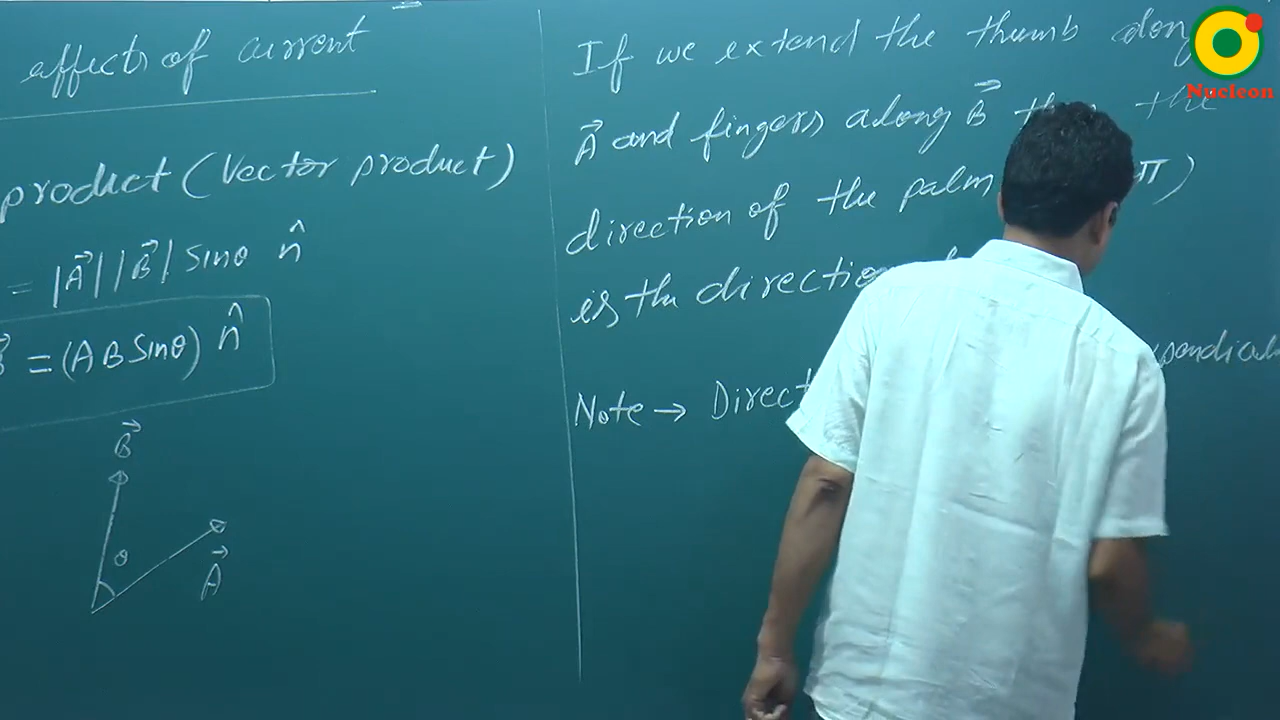 effects of current
product (Vector product)
= |A⃗| |B⃗| Sinθ n̂
B⃗ = (AB Sinθ) n̂
B⃗
θ
A⃗
If we extend the thumb along
A⃗ and fingers along B⃗ the
direction of the palm
is the direction
Note → Direct
Nucleon